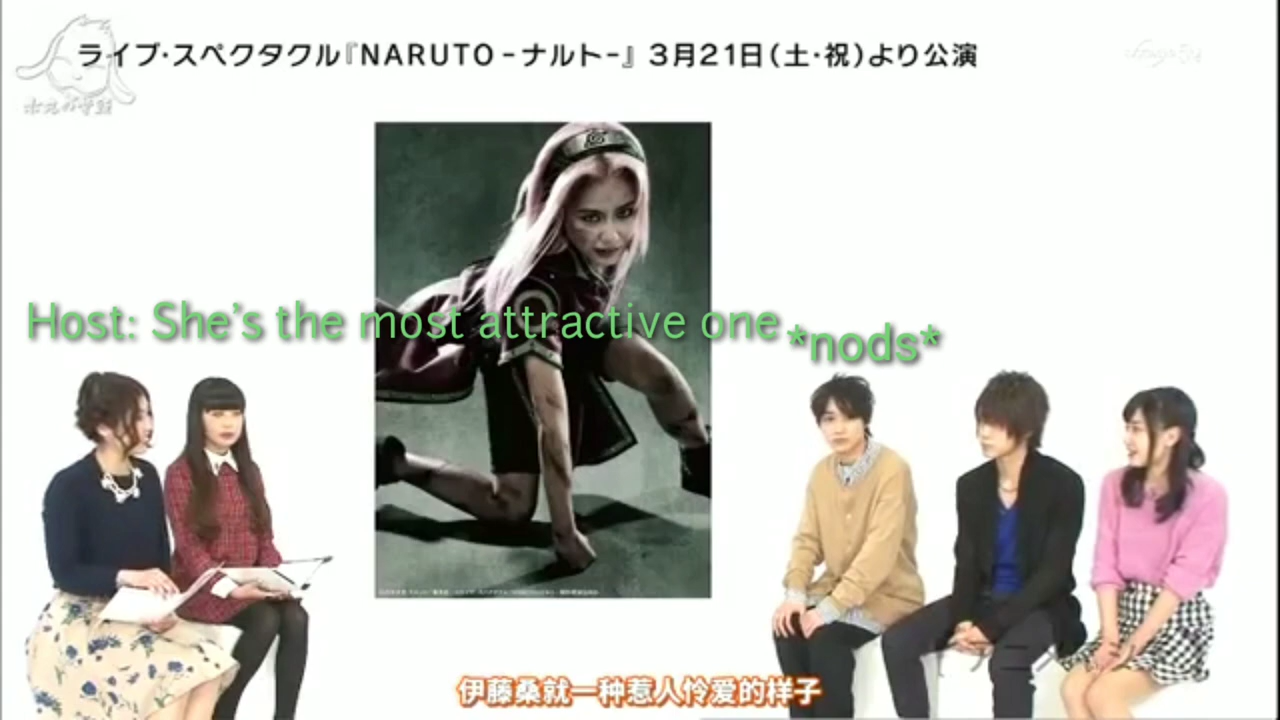 ライブ･スペクタクル『NARUTO－ナルト－』 3月21日(土･祝)より公演
Host: She's the most attractive one
*nods*
伊藤桑就一种惹人怜爱的样子